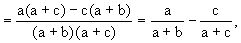 = a(a + c) − c(a + b) / (a + b)(a + c) = a / a + b − c / a + c,